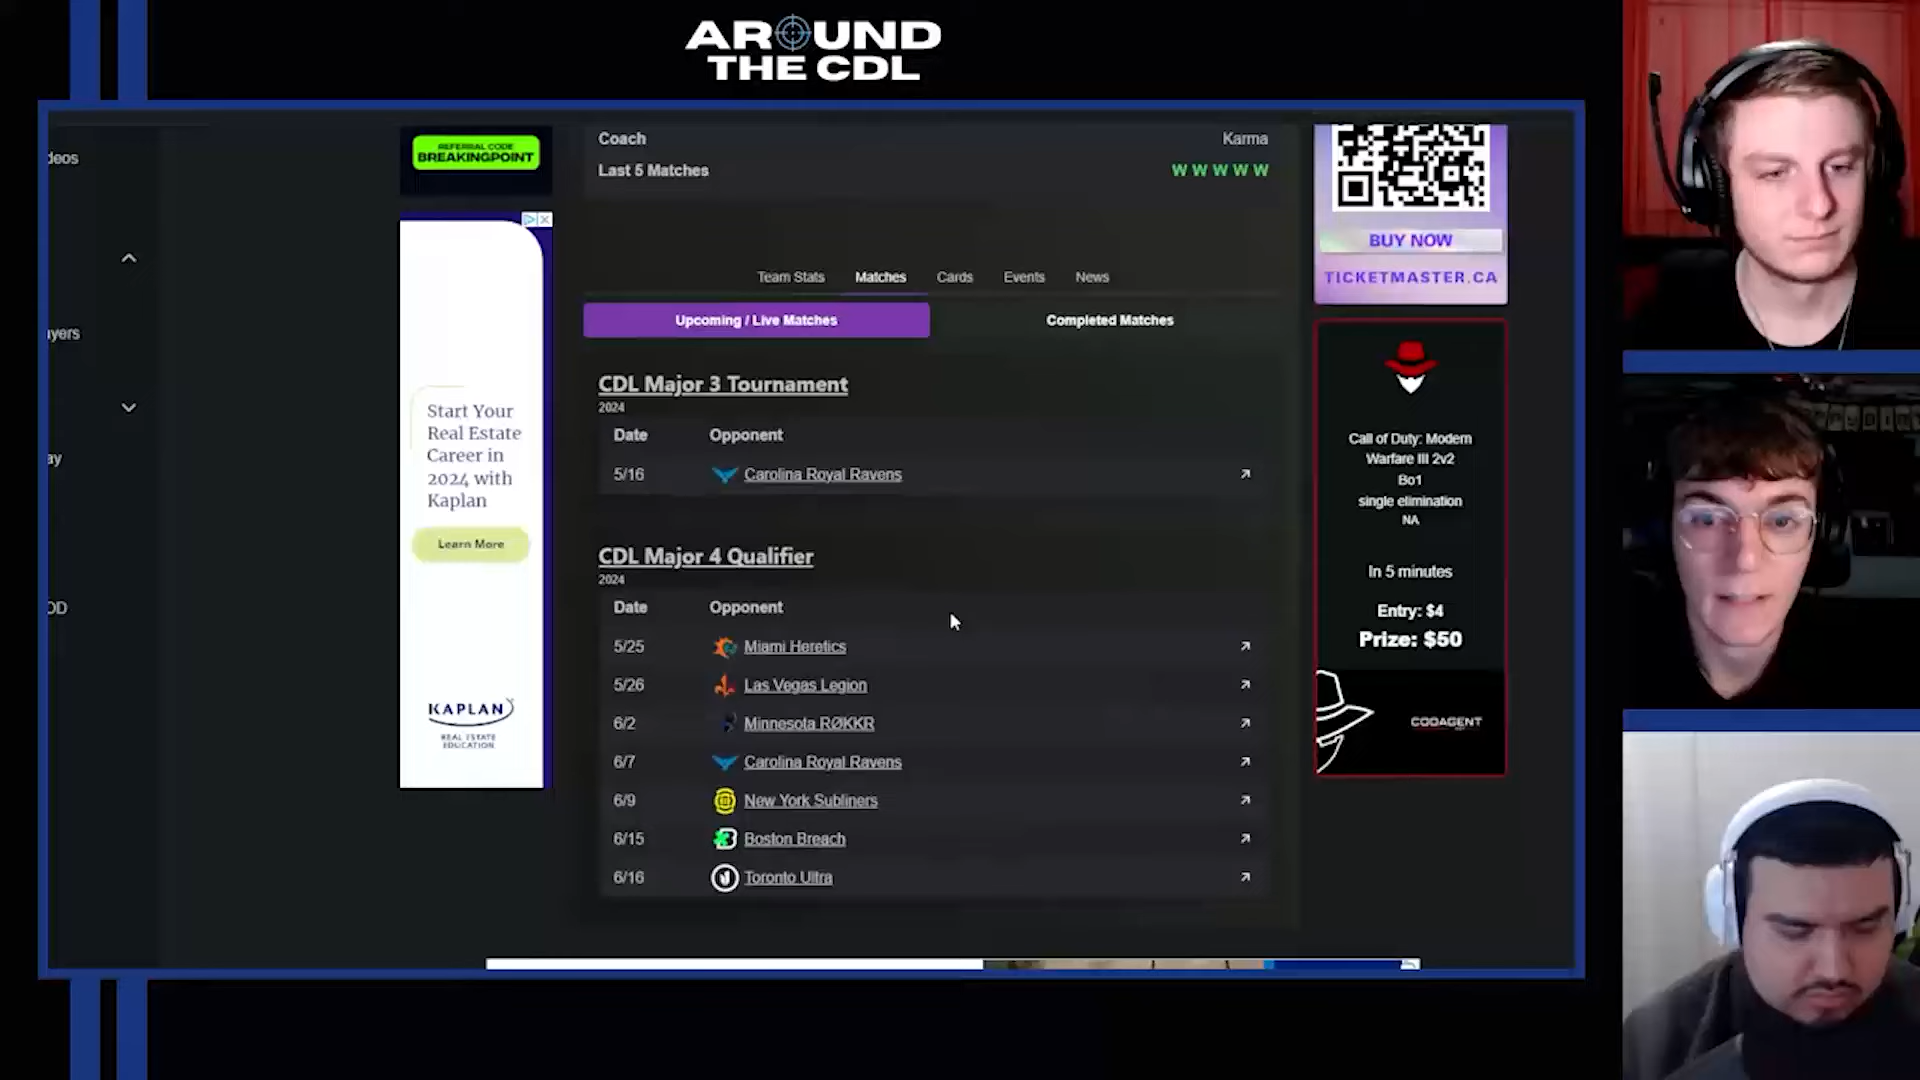 AROUND
THE CDL
deos
yers
ay
OD
REFERRAL CODE
BREAKINGPOINT
Start Your
Real Estate
Career in
2024 with
Kaplan
Learn More
KAPLAN
REAL ESTATE
EDUCATION
Coach Karma
Last 5 Matches W W W W W
Team Stats Matches Cards Events News
Upcoming / Live Matches Completed Matches
CDL Major 3 Tournament
2024
Date Opponent
5/16 Carolina Royal Ravens
CDL Major 4 Qualifier
2024
Date Opponent
5/25 Miami Heretics
5/26 Las Vegas Legion
6/2 Minnesota RØKKR
6/7 Carolina Royal Ravens
6/9 New York Subliners
6/15 Boston Breach
6/16 Toronto Ultra
BUY NOW
TICKETMASTER.CA
Call of Duty: Modern
Warfare III 2v2
Bo1
single elimination
NA
In 5 minutes
Entry: $4
Prize: $50
CODAGENT